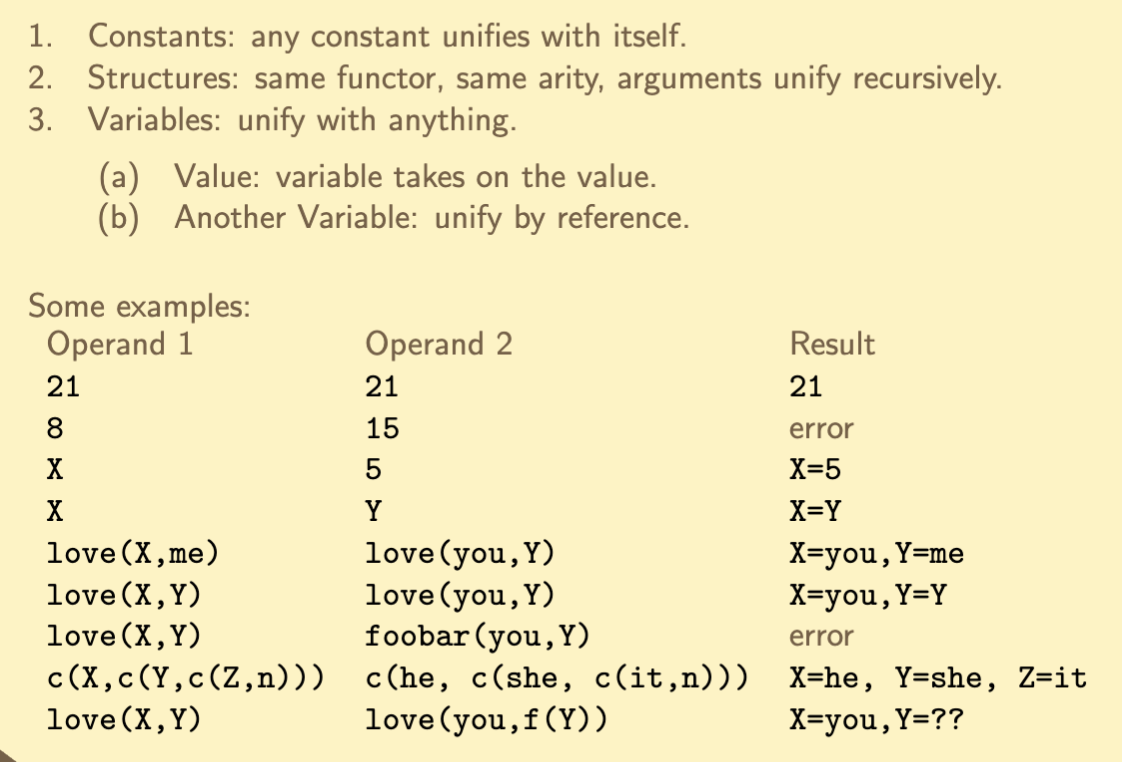 1. Constants: any constant unifies with itself.
2. Structures: same functor, same arity, arguments unify recursively.
3. Variables: unify with anything.
(a) Value: variable takes on the value.
(b) Another Variable: unify by reference.
Some examples:
Operand 1 Operand 2 Result
21 21 21
8 15 error
X 5 X=5
X Y X=Y
love(X,me) love(you,Y) X=you,Y=me
love(X,Y) love(you,Y) X=you,Y=Y
love(X,Y) foobar(you,Y) error
c(X,c(Y,c(Z,n))) c(he, c(she, c(it,n))) X=he, Y=she, Z=it
love(X,Y) love(you,f(Y)) X=you,Y=??